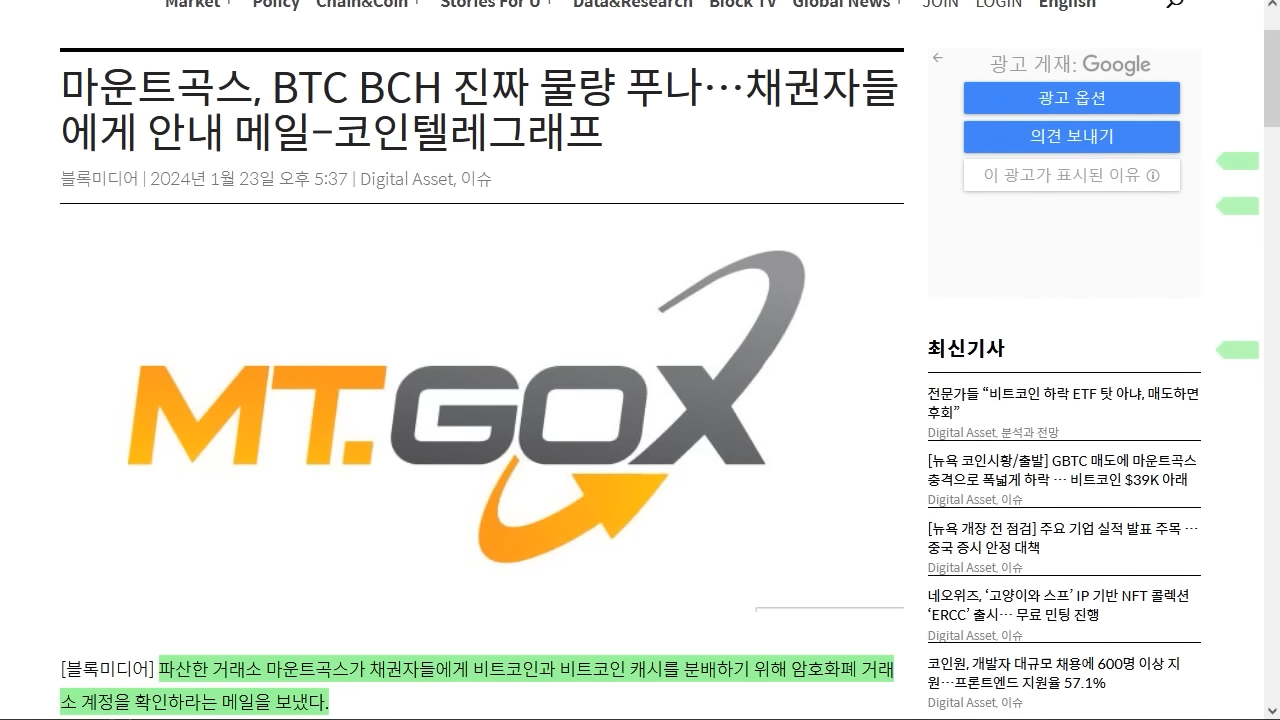 Market Policy Chain&Coin Stories For U Data&Research Block TV Global News JOIN LOGIN English
마운트곡스, BTC BCH 진짜 물량 푸나…채권자들
에게 안내 메일–코인텔레그래프
블록미디어 | 2024년 1월 23일 오후 5:37 | Digital Asset, 이슈
MT.GOX
[블록미디어] 파산한 거래소 마운트곡스가 채권자들에게 비트코인과 비트코인 캐시를 분배하기 위해 암호화폐 거래
소 계정을 확인하라는 메일을 보냈다.
광고 게재: Google
광고 옵션
의견 보내기
이 광고가 표시된 이유
최신기사
전문가들 “비트코인 하락 ETF 탓 아냐, 매도하면
후회”
Digital Asset, 분석과 전망
[뉴욕 코인시황/출발] GBTC 매도에 마운트곡스
충격으로 폭넓게 하락 … 비트코인 $39K 아래
Digital Asset, 이슈
[뉴욕 개장 전 점검] 주요 기업 실적 발표 주목 …
중국 증시 안정 대책
Digital Asset, 이슈
네오위즈, ‘고양이와 스프’ IP 기반 NFT 콜렉션
‘ERCC’ 출시… 무료 민팅 진행
Digital Asset, 이슈
코인원, 개발자 대규모 채용에 600명 이상 지
원…프론트엔드 지원율 57.1%
Digital Asset, 이슈